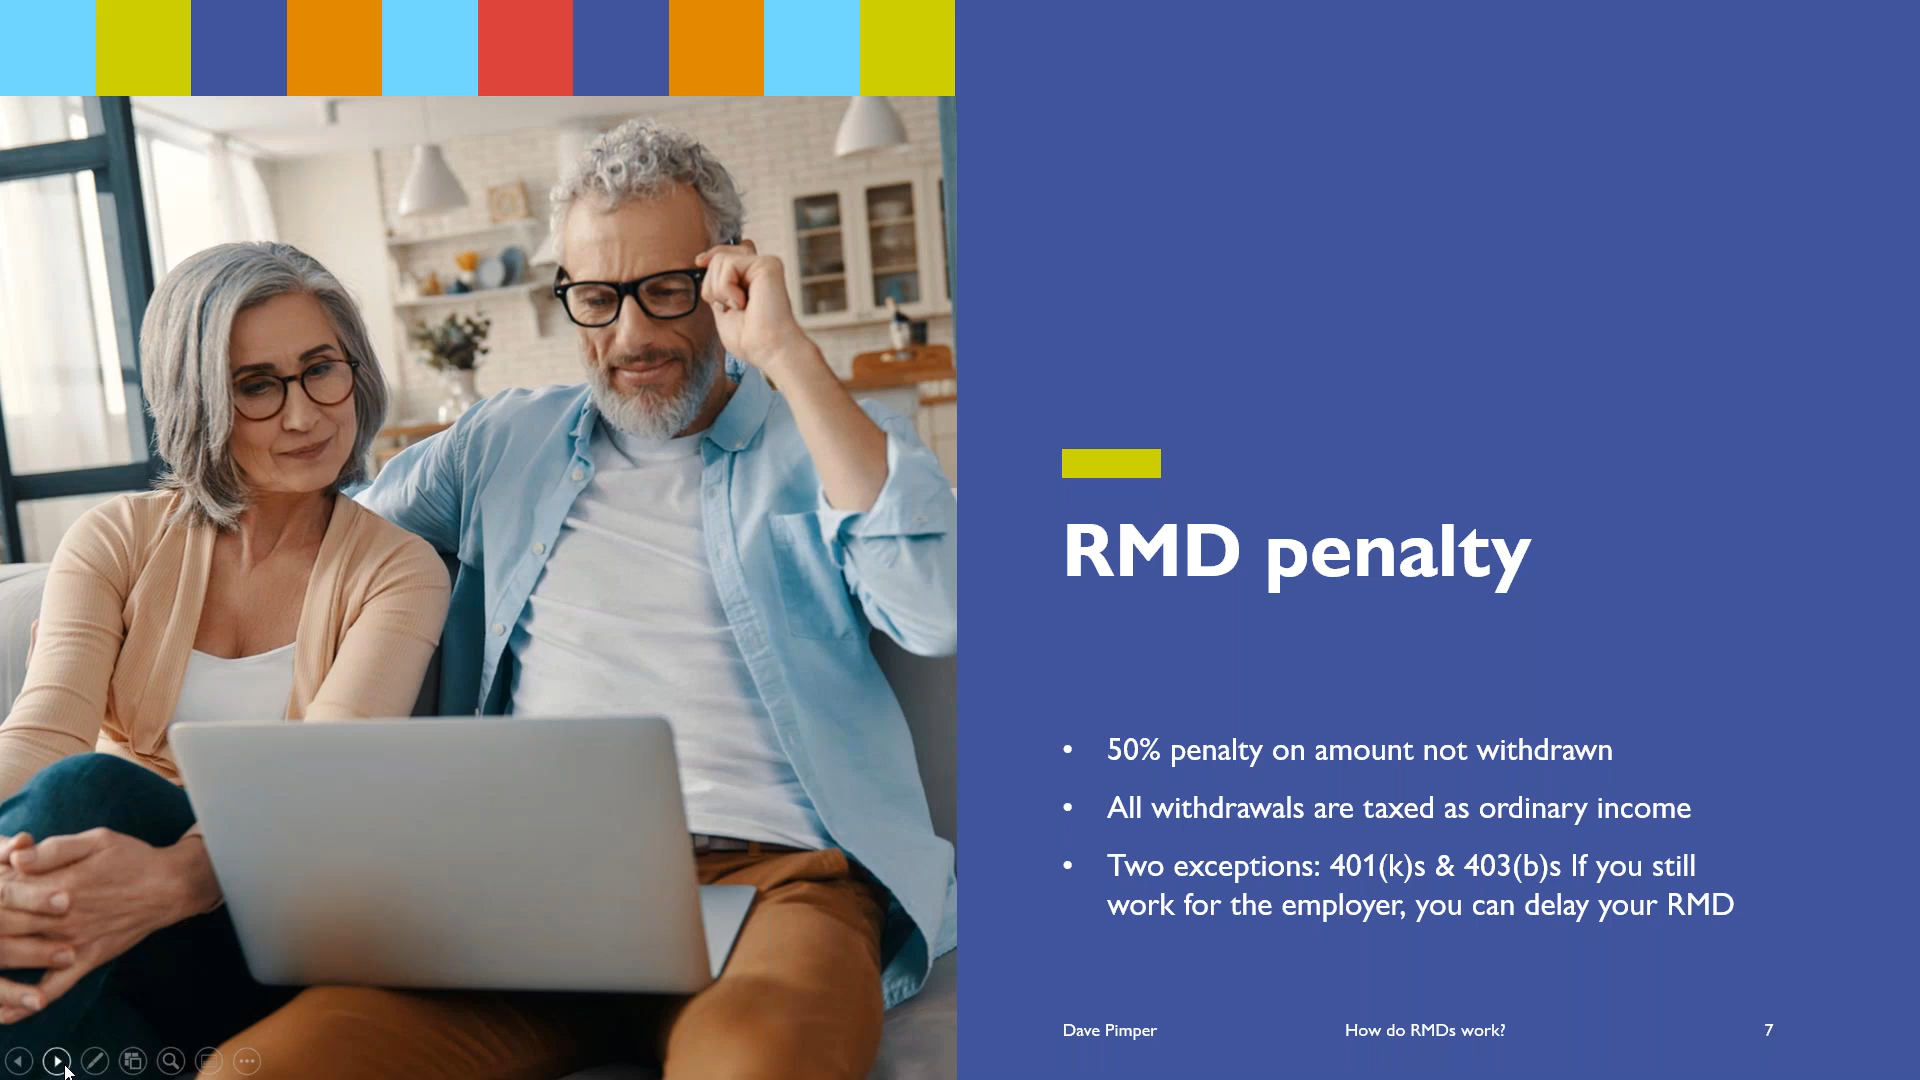 RMD penalty
• 50% penalty on amount not withdrawn
• All withdrawals are taxed as ordinary income
• Two exceptions: 401(k)s & 403(b)s If you still
work for the employer, you can delay your RMD
Dave Pimper How do RMDs work? 7